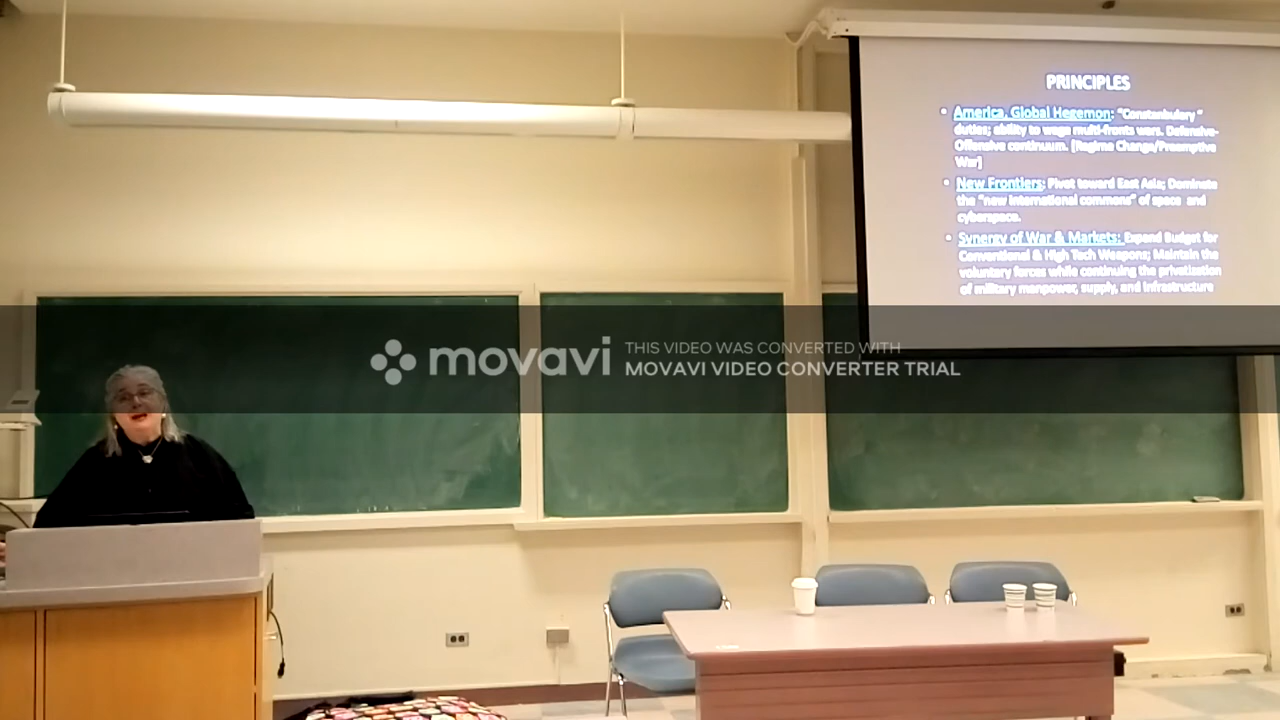 PRINCIPLES
• America, Global Hegemon: "Constabulary "
duties; ability to wage multi-fronts wars. Defensive-
Offensive continuum. [Regime Change/Preemptive
War]
• New Frontiers: Pivot toward East Asia; Dominate
the "new international commons" of space and
cyberspace.
• Synergy of War & Markets: Expand Budget for
Conventional & High Tech Weapons; Maintain the
voluntary forces while continuing the privatization
of military manpower, supply, and infrastructure
movavi
THIS VIDEO WAS CONVERTED WITH
MOVAVI VIDEO CONVERTER TRIAL